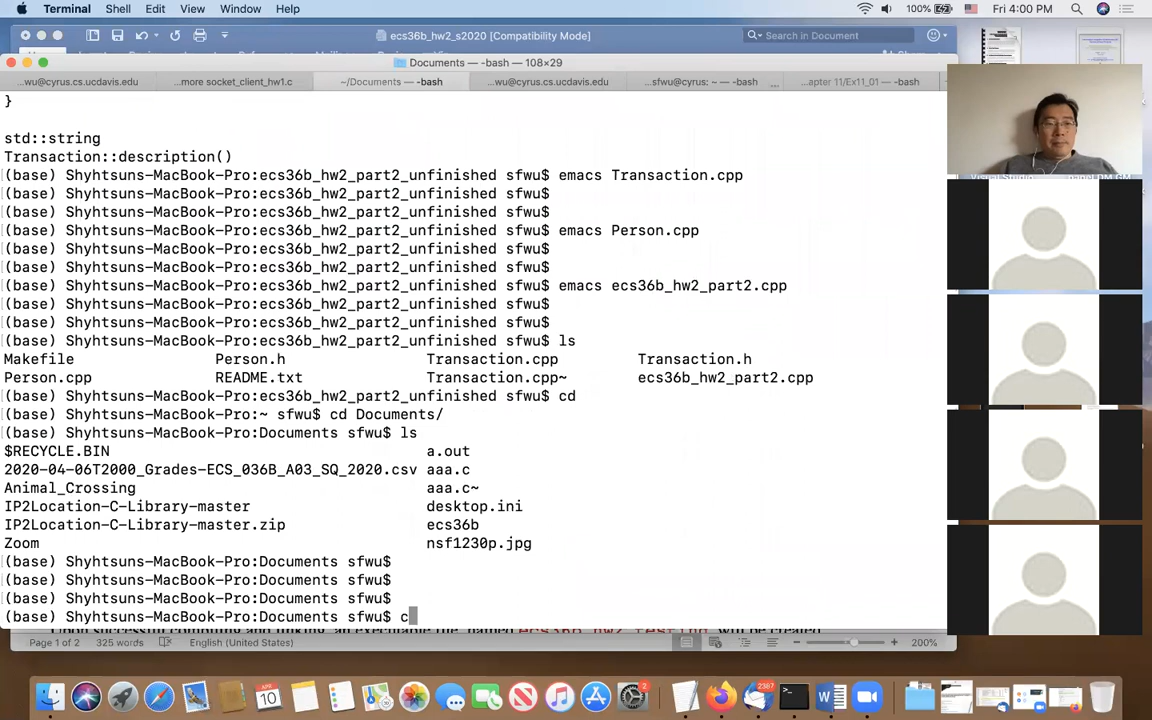 Terminal Shell Edit View Window Help 100% Fri 4:00 PM
ecs36b_hw2_s2020 [Compatibility Mode] Search in Document
Documents — -bash — 108×29
...wu@cyrus.cs.ucdavis.edu ...more socket_client_hw1.c ~/Documents — -bash ...wu@cyrus.cs.ucdavis.edu ...sfwu@cyrus: ~ — -bash ... ...apter 11/Ex11_01 — -bash
}
std::string
Transaction::description()
(base) Shyhtsuns-MacBook-Pro:ecs36b_hw2_part2_unfinished sfwu$ emacs Transaction.cpp
(base) Shyhtsuns-MacBook-Pro:ecs36b_hw2_part2_unfinished sfwu$
(base) Shyhtsuns-MacBook-Pro:ecs36b_hw2_part2_unfinished sfwu$
(base) Shyhtsuns-MacBook-Pro:ecs36b_hw2_part2_unfinished sfwu$ emacs Person.cpp
(base) Shyhtsuns-MacBook-Pro:ecs36b_hw2_part2_unfinished sfwu$
(base) Shyhtsuns-MacBook-Pro:ecs36b_hw2_part2_unfinished sfwu$
(base) Shyhtsuns-MacBook-Pro:ecs36b_hw2_part2_unfinished sfwu$ emacs ecs36b_hw2_part2.cpp
(base) Shyhtsuns-MacBook-Pro:ecs36b_hw2_part2_unfinished sfwu$
(base) Shyhtsuns-MacBook-Pro:ecs36b_hw2_part2_unfinished sfwu$
(base) Shyhtsuns-MacBook-Pro:ecs36b_hw2_part2_unfinished sfwu$ ls
Makefile Person.h Transaction.cpp Transaction.h
Person.cpp README.txt Transaction.cpp~ ecs36b_hw2_part2.cpp
(base) Shyhtsuns-MacBook-Pro:ecs36b_hw2_part2_unfinished sfwu$ cd
(base) Shyhtsuns-MacBook-Pro:~ sfwu$ cd Documents/
(base) Shyhtsuns-MacBook-Pro:Documents sfwu$ ls
$RECYCLE.BIN a.out
2020-04-06T2000_Grades-ECS_036B_A03_SQ_2020.csv aaa.c
Animal_Crossing aaa.c~
IP2Location-C-Library-master desktop.ini
IP2Location-C-Library-master.zip ecs36b
Zoom nsf1230p.jpg
(base) Shyhtsuns-MacBook-Pro:Documents sfwu$
(base) Shyhtsuns-MacBook-Pro:Documents sfwu$
(base) Shyhtsuns-MacBook-Pro:Documents sfwu$
(base) Shyhtsuns-MacBook-Pro:Documents sfwu$ c
Page 1 of 2 325 words English (United States) 200%
APR
10
2
2387